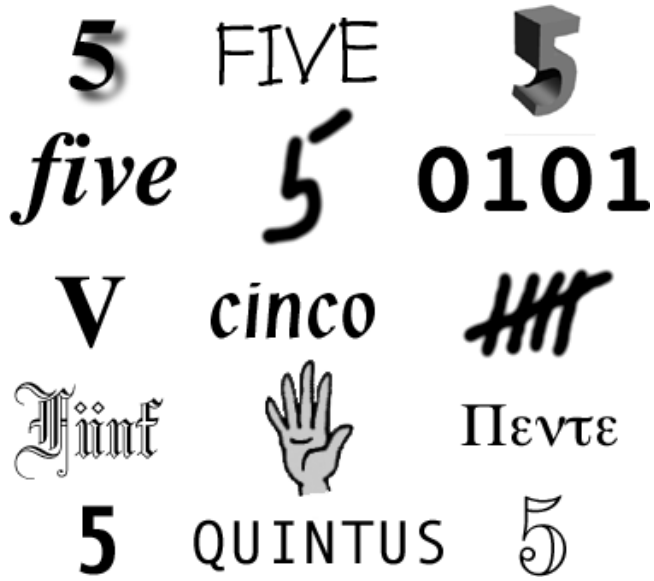 5 FIVE 5
five 5 0101
V cinco
Fünf Πεντε
5 QUINTUS 5